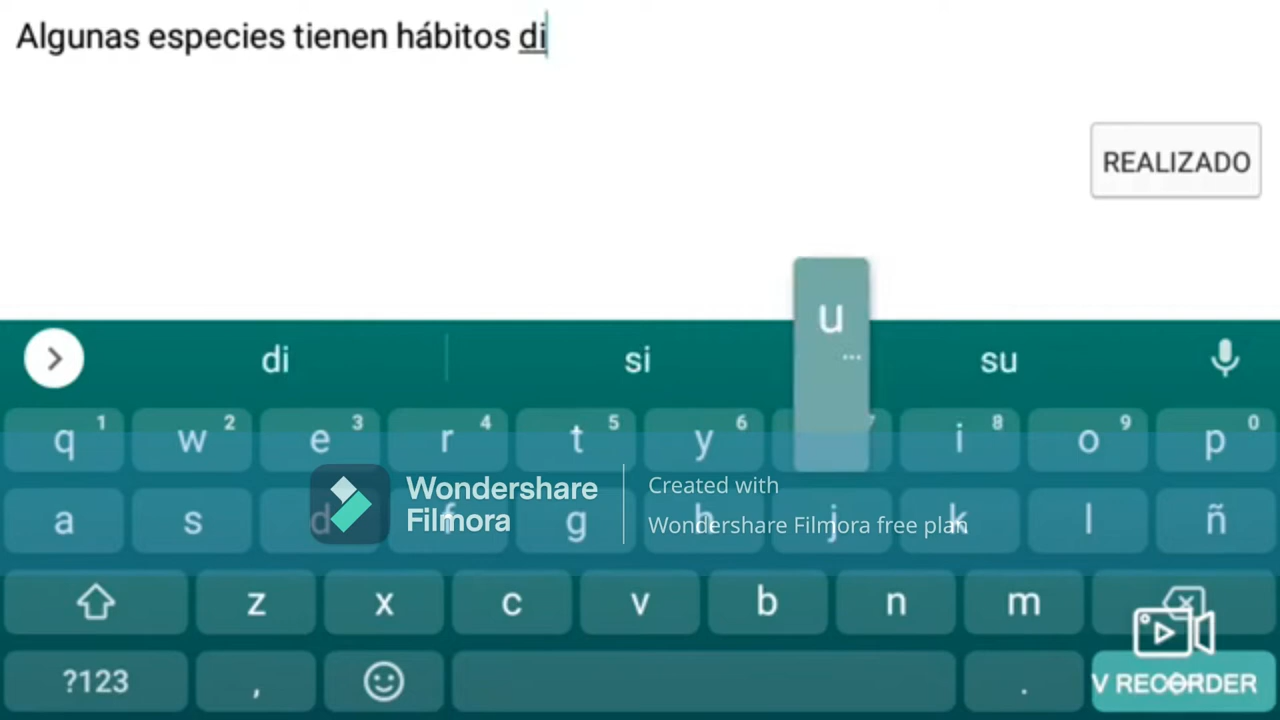 Algunas especies tienen hábitos di
REALIZADO
u
...
di si su
q 1 w 2 e 3 r 4 t 5 y 6 7 i 8 o 9 p 0
Wondershare
Filmora
Created with
Wondershare Filmora free plan
a s d f g h j k l ñ
z x c v b n m
?123 , .
V RECORDER